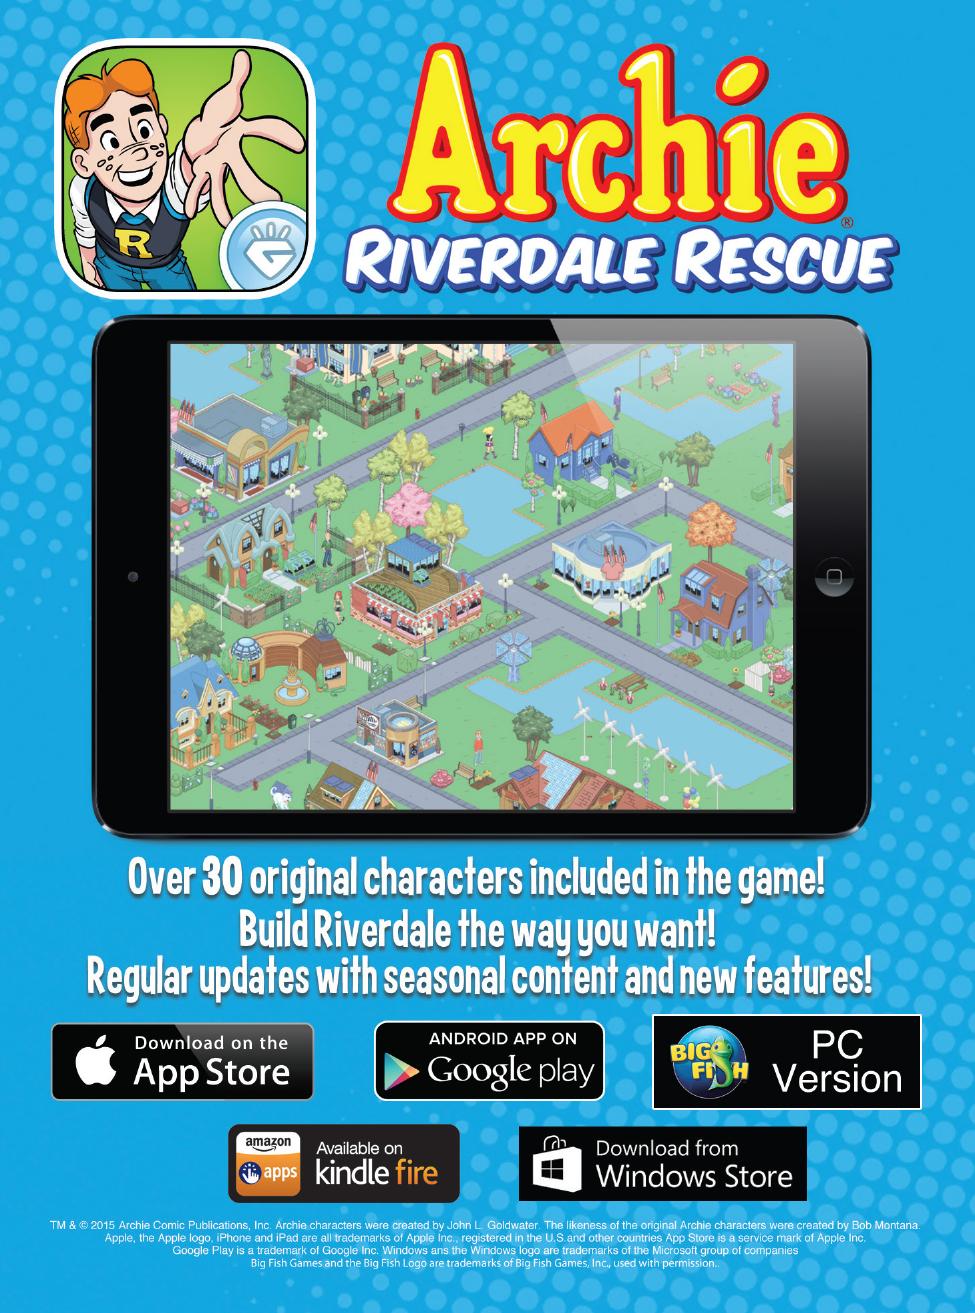 Archie®
RIVERDALE RESCUE
R
Over 30 original characters included in the game!
Build Riverdale the way you want!
Regular updates with seasonal content and new features!
Download on the
App Store
ANDROID APP ON
Google play
BIG
FISH
PC
Version
amazon
apps
Available on
kindle fire
Download from
Windows Store
TM & © 2015 Archie Comic Publications, Inc. Archie characters were created by John L. Goldwater. The likeness of the original Archie characters were created by Bob Montana.
Apple, the Apple logo, iPhone and iPad are all trademarks of Apple Inc., registered in the U.S and other countries App Store is a service mark of Apple Inc.
Google Play is a trademark of Google Inc. Windows ans the Windows logo are trademarks of the Microsoft group of companies
Big Fish Games and the Big Fish Logo are trademarks of Big Fish Games, Inc., used with permission..